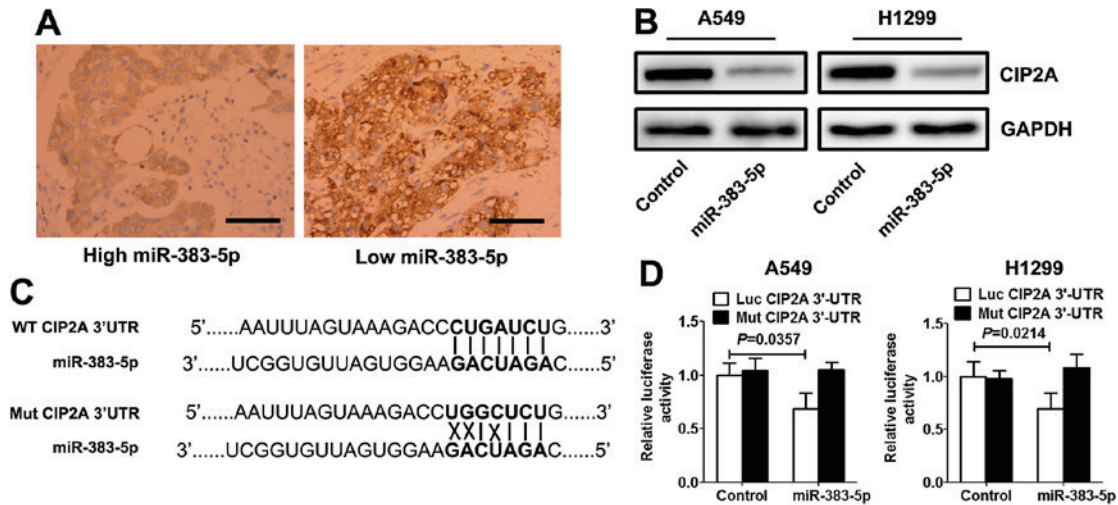 A
High miR-383-5p
Low miR-383-5p
B
A549
H1299
CIP2A
GAPDH
Control
miR-383-5p
Control
miR-383-5p
C
WT CIP2A 3'UTR
5'......AAUUUAGUAAAGACCCUGAUCUG......3'
miR-383-5p
3'......UCGGUGUUAGUGGAAGACUAGAC......5'
Mut CIP2A 3'UTR
5'......AAUUUAGUAAAGACCUGGCUCUG......3'
miR-383-5p
3'......UCGGUGUUAGUGGAAGACUAGAC......5'
D
A549
Luc CIP2A 3'-UTR
Mut CIP2A 3'-UTR
Relative luciferase
activity
1.5
1.0
0.5
0.0
P=0.0357
Control
miR-383-5p
H1299
Luc CIP2A 3'-UTR
Mut CIP2A 3'-UTR
Relative luciferase
activity
1.5
1.0
0.5
0.0
P=0.0214
Control
miR-383-5p